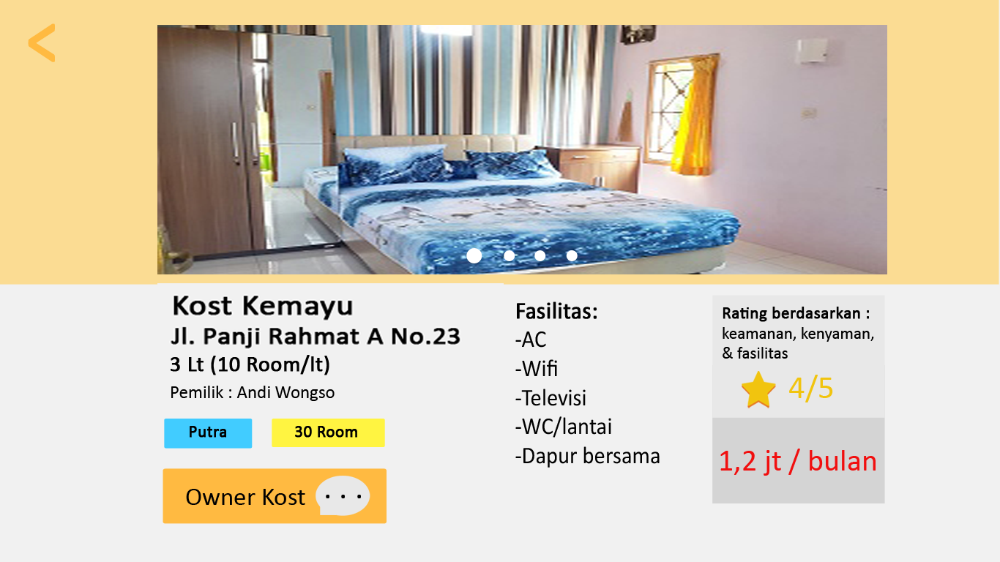 <
Kost Kemayu
Jl. Panji Rahmat A No.23
3 Lt (10 Room/lt)
Pemilik : Andi Wongso
Putra
30 Room
Owner Kost
Fasilitas:
-AC
-Wifi
-Televisi
-WC/lantai
-Dapur bersama
Rating berdasarkan :
keamanan, kenyaman,
& fasilitas
4/5
1,2 jt / bulan